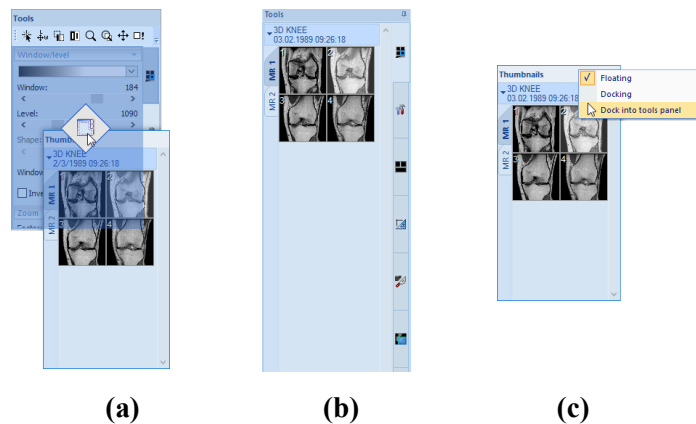 Tools
Window/level
Window: 184
Level: 1090
Shape:
Window
Inve
Zoom
3D KNEE
2/3/1989 09:26:18
MR 1
MR 2
1
2
3
4
(a)
Tools
3D KNEE
03.02.1989 09:26:18
MR 1
MR 2
1
2
3
4
(b)
Thumbnails
3D KNEE
03.02.1989 09:26:18
MR 1
MR 2
1
2
3
4
Floating
Docking
Dock into tools panel
(c)